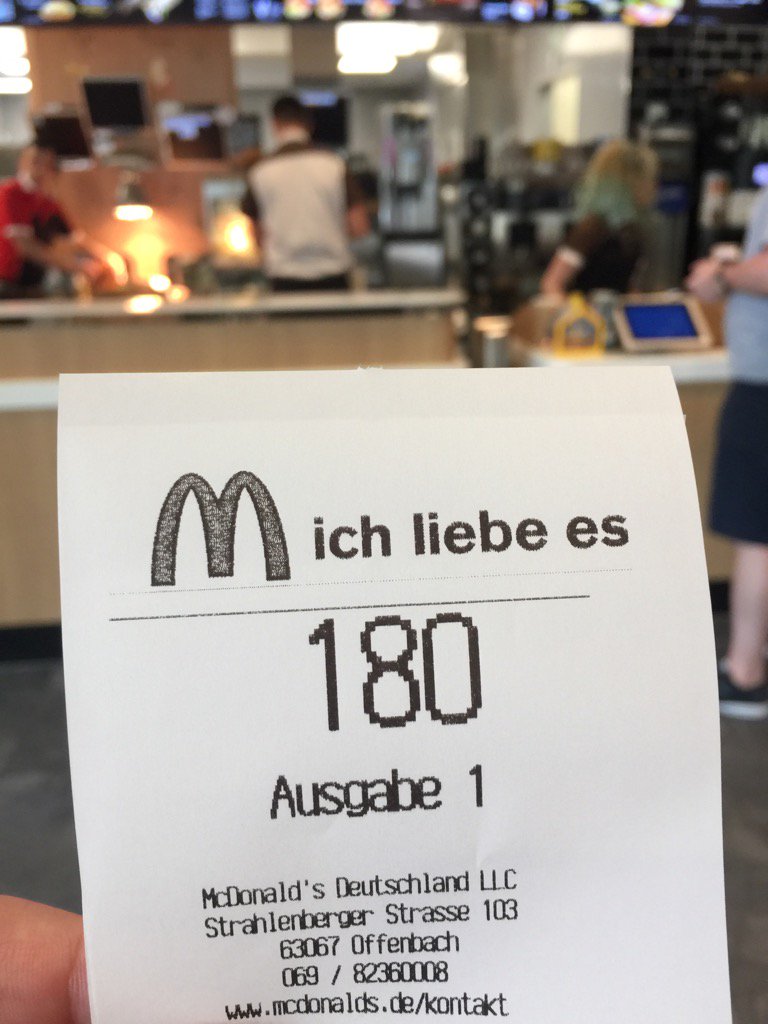 ich liebe es
180
Ausgabe 1
McDonald's Deutschland LLC
Strahlenberger Strasse 103
63067 Offenbach
069 / 82360008
www.mcdonalds.de/kontakt